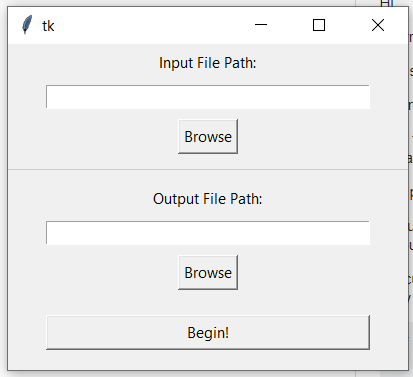 tk
Input File Path:
Browse
Output File Path:
Browse
Begin!